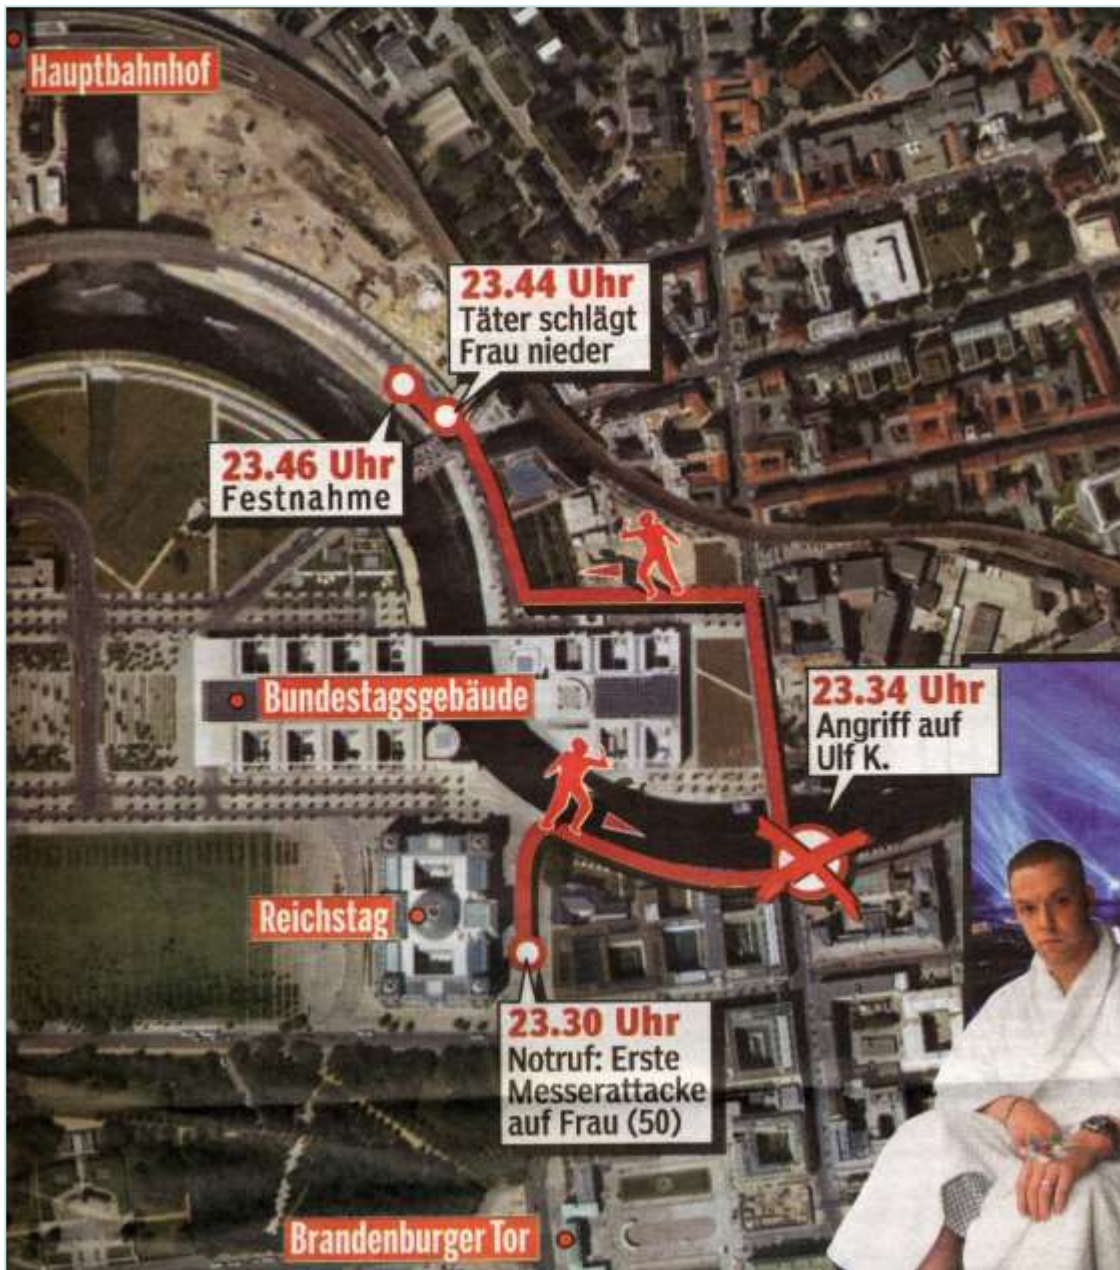 Hauptbahnhof
23.44 Uhr
Täter schlägt
Frau nieder
23.46 Uhr
Festnahme
Bundestagsgebäude
23.34 Uhr
Angriff auf
Ulf K.
Reichstag
23.30 Uhr
Notruf: Erste
Messerattacke
auf Frau (50)
Brandenburger Tor